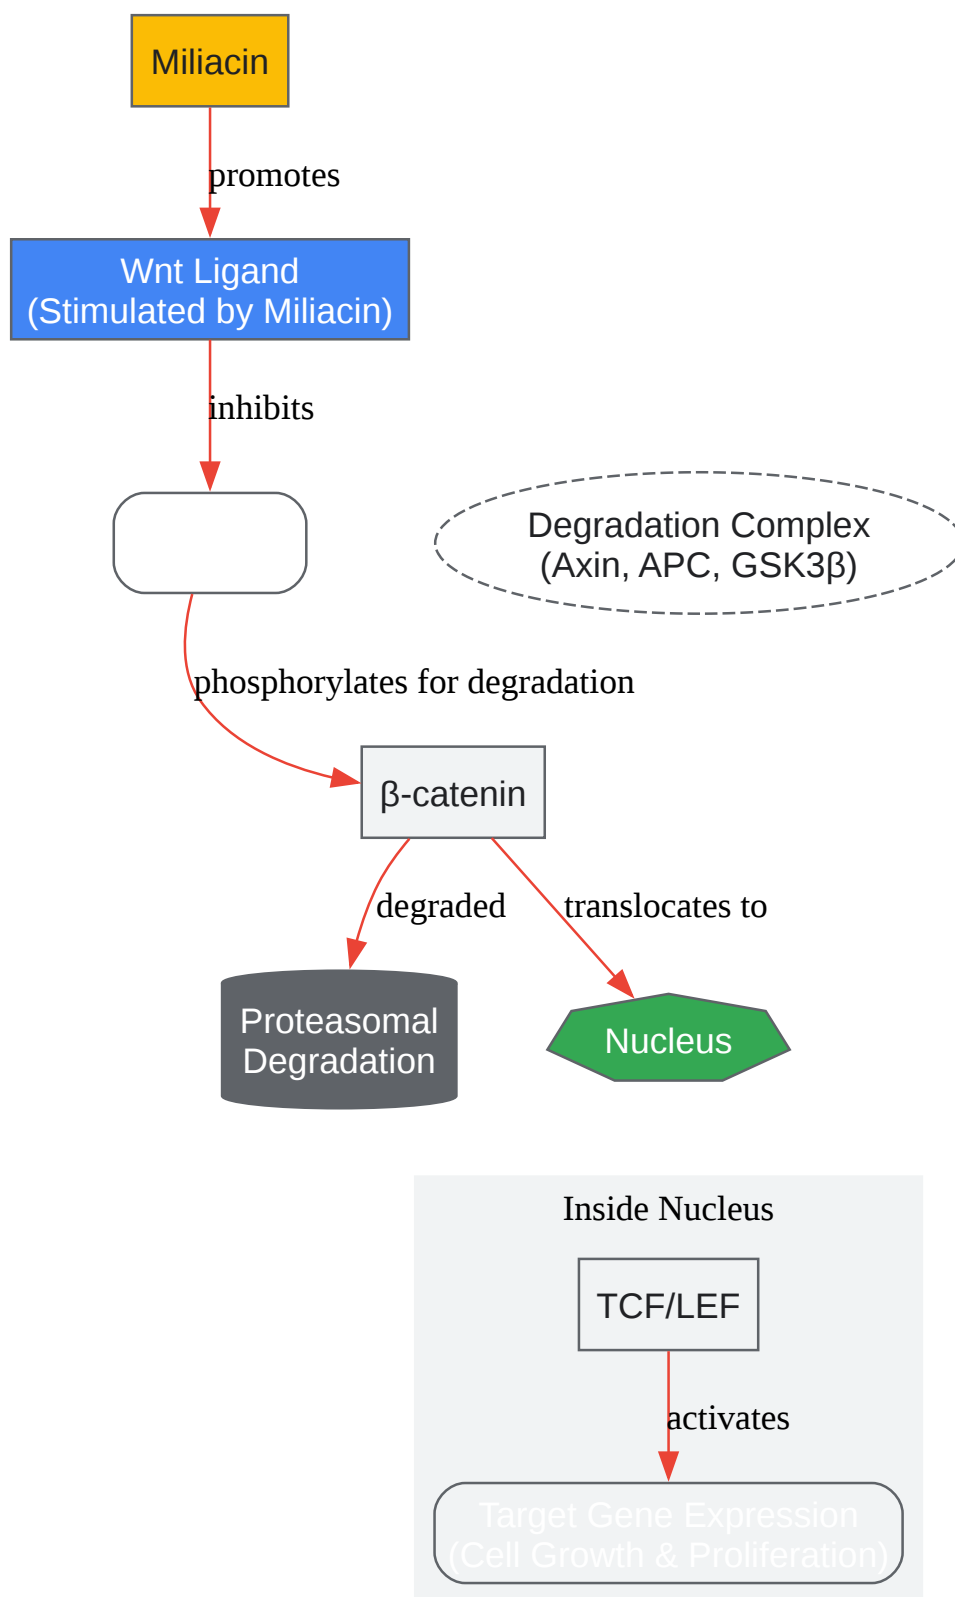 Miliacin
promotes
Wnt Ligand
(Stimulated by Miliacin)
inhibits
Degradation Complex
(Axin, APC, GSK3β)
phosphorylates for degradation
β-catenin
degraded
translocates to
Proteasomal
Degradation
Nucleus
Inside Nucleus
TCF/LEF
activates
Target Gene Expression
(Cell Growth & Proliferation)